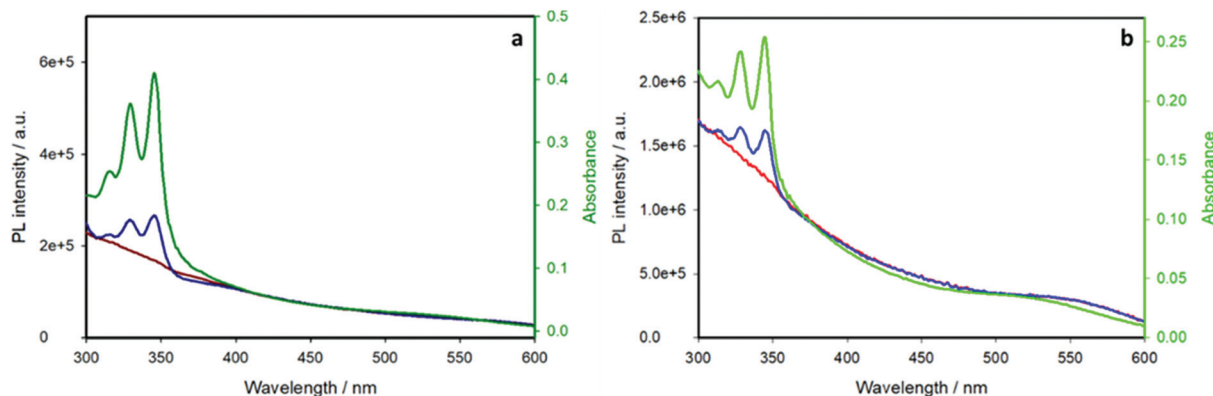 a
PL intensity / a.u.
6e+5
4e+5
2e+5
0
0.5
0.4
0.3
0.2
0.1
0.0
Absorbance
300 350 400 450 500 550 600
Wavelength / nm
b
PL intensity / a.u.
2.5e+6
2.0e+6
1.5e+6
1.0e+6
5.0e+5
0.0
0.25
0.20
0.15
0.10
0.05
0.00
Absorbance
300 350 400 450 500 550 600
Wavelength / nm